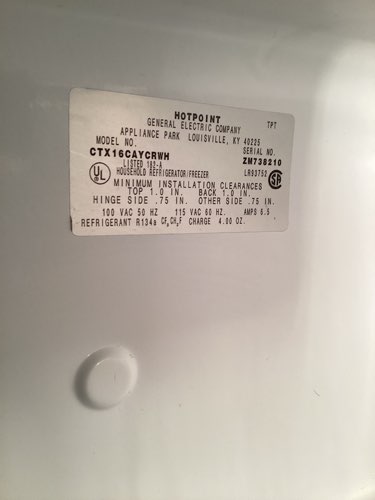 HOTPOINT
GENERAL ELECTRIC COMPANY TPT
APPLIANCE PARK LOUISVILLE, KY 40225
MODEL NO. SERIAL NO.
CTX16CAYCRWH ZM738210
LISTED 162-A
UL HOUSEHOLD REFRIGERATOR/FREEZER LR93752 SA
MINIMUM INSTALLATION CLEARANCES
TOP 1.0 IN. BACK 1.0 IN.
HINGE SIDE .75 IN. OTHER SIDE .75 IN.
100 VAC 50 HZ 115 VAC 60 HZ. AMPS 6.5
REFRIGERANT R134a CF₃CH₂F CHARGE 4.00 OZ.